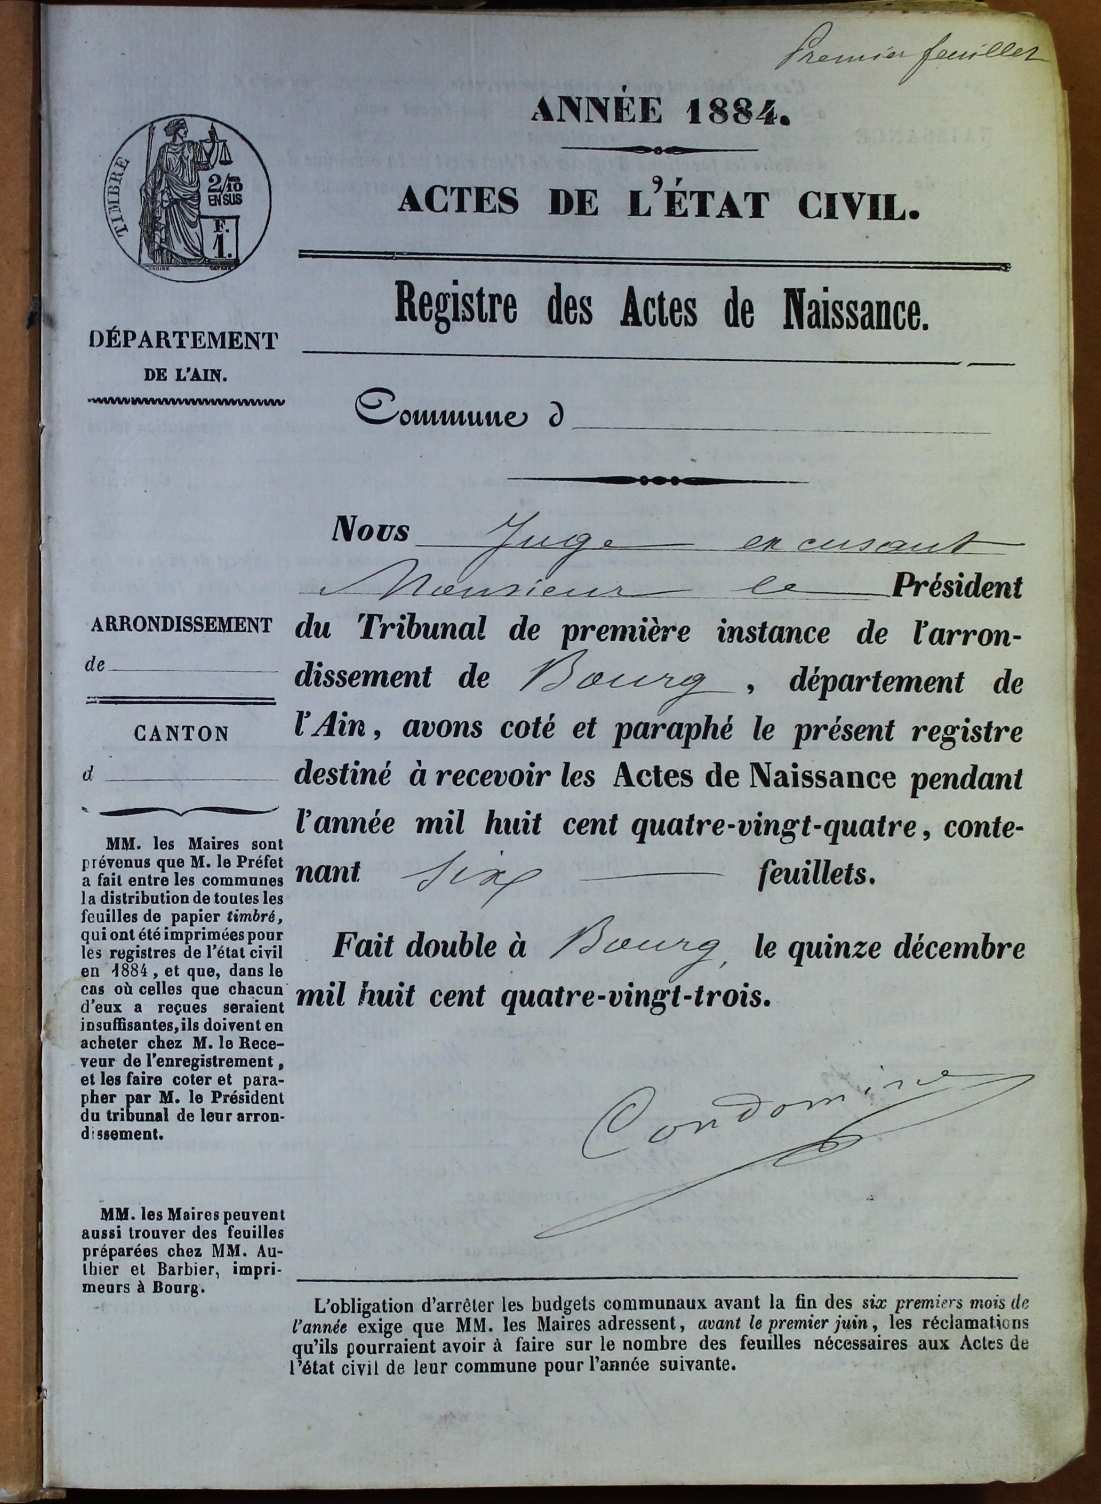 Premier feuillet
ANNÉE 1884.
ACTES DE L'ÉTAT CIVIL.
TIMBRE
2/10
EN SUS
F.
1.
Registre des Actes de Naissance.
DÉPARTEMENT
DE L'AIN.
Commune d
Nous Juge excusant
Monsieur le Président
du Tribunal de première instance de l'arron-
dissement de Bourg, département de
l'Ain, avons coté et paraphé le présent registre
destiné à recevoir les Actes de Naissance pendant
l'année mil huit cent quatre-vingt-quatre, conte-
nant six feuillets.
Fait double à Bourg, le quinze décembre
mil huit cent quatre-vingt-trois.
Condomine
ARRONDISSEMENT
de
CANTON
d
MM. les Maires sont
prévenus que M. le Préfet
a fait entre les communes
la distribution de toutes les
feuilles de papier timbré,
qui ont été imprimées pour
les registres de l'état civil
en 1884, et que, dans le
cas où celles que chacun
d'eux a reçues seraient
insuffisantes, ils doivent en
acheter chez M. le Rece-
veur de l'enregistrement,
et les faire coter et para-
pher par M. le Président
du tribunal de leur arron-
dissement.
MM. les Maires peuvent
aussi trouver des feuilles
préparées chez MM. Au-
thier et Barbier, impri-
meurs à Bourg.
L'obligation d'arrêter les budgets communaux avant la fin des six premiers mois de
l'année exige que MM. les Maires adressent, avant le premier juin, les réclamations
qu'ils pourraient avoir à faire sur le nombre des feuilles nécessaires aux Actes de
l'état civil de leur commune pour l'année suivante.